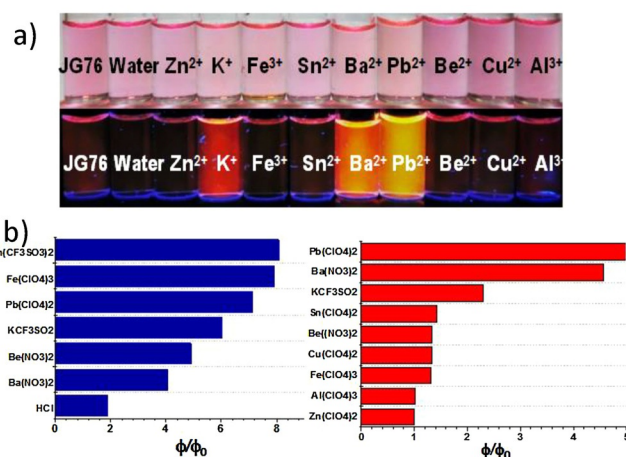 a)
JG76 Water Zn2+ K+ Fe3+ Sn2+ Ba2+ Pb2+ Be2+ Cu2+ Al3+
JG76 Water Zn2+ K+ Fe3+ Sn2+ Ba2+ Pb2+ Be2+ Cu2+ Al3+
b)
n(CF3SO3)2
Fe(ClO4)3
Pb(ClO4)2
KCF3SO2
Be(NO3)2
Ba(NO3)2
HCl
0 2 4 6 8
ϕ/ϕ0
Pb(ClO4)2
Ba(NO3)2
KCF3SO2
Sn(ClO4)2
Be((NO3)2
Cu(ClO4)2
Fe(ClO4)3
Al(ClO4)3
Zn(ClO4)2
0 1 2 3 4 5
ϕ/ϕ0